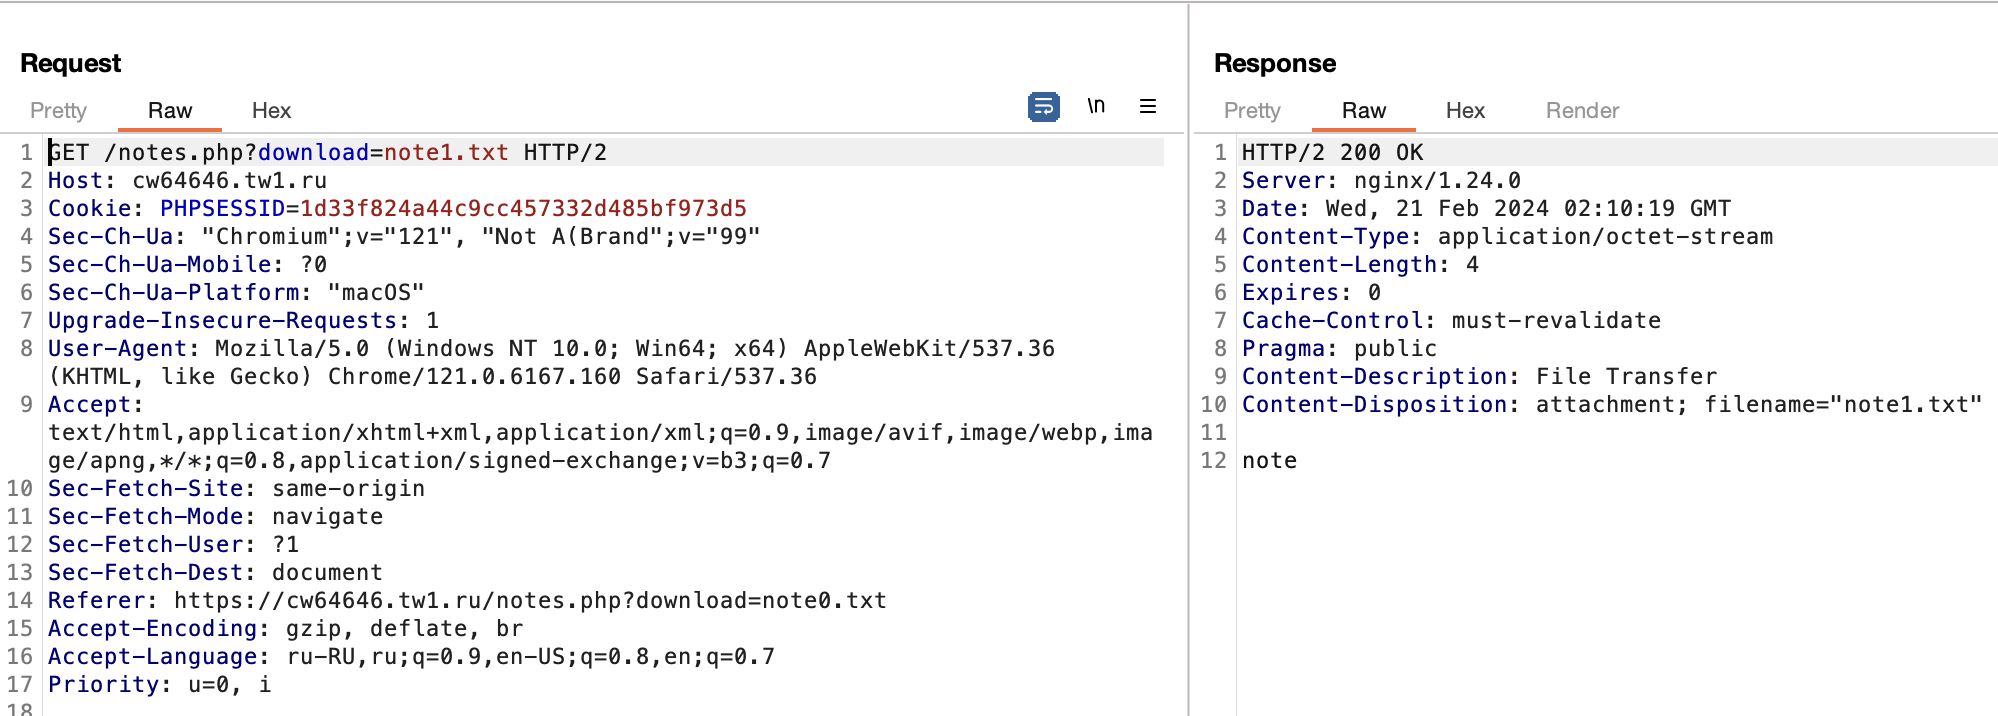 Request
Pretty Raw Hex \n
1 GET /notes.php?download=note1.txt HTTP/2
2 Host: cw64646.tw1.ru
3 Cookie: PHPSESSID=1d33f824a44c9cc457332d485bf973d5
4 Sec-Ch-Ua: "Chromium";v="121", "Not A(Brand";v="99"
5 Sec-Ch-Ua-Mobile: ?0
6 Sec-Ch-Ua-Platform: "macOS"
7 Upgrade-Insecure-Requests: 1
8 User-Agent: Mozilla/5.0 (Windows NT 10.0; Win64; x64) AppleWebKit/537.36
(KHTML, like Gecko) Chrome/121.0.6167.160 Safari/537.36
9 Accept:
text/html,application/xhtml+xml,application/xml;q=0.9,image/avif,image/webp,ima
ge/apng,*/*;q=0.8,application/signed-exchange;v=b3;q=0.7
10 Sec-Fetch-Site: same-origin
11 Sec-Fetch-Mode: navigate
12 Sec-Fetch-User: ?1
13 Sec-Fetch-Dest: document
14 Referer: https://cw64646.tw1.ru/notes.php?download=note0.txt
15 Accept-Encoding: gzip, deflate, br
16 Accept-Language: ru-RU,ru;q=0.9,en-US;q=0.8,en;q=0.7
17 Priority: u=0, i
18
Response
Pretty Raw Hex Render
1 HTTP/2 200 OK
2 Server: nginx/1.24.0
3 Date: Wed, 21 Feb 2024 02:10:19 GMT
4 Content-Type: application/octet-stream
5 Content-Length: 4
6 Expires: 0
7 Cache-Control: must-revalidate
8 Pragma: public
9 Content-Description: File Transfer
10 Content-Disposition: attachment; filename="note1.txt"
11
12 note